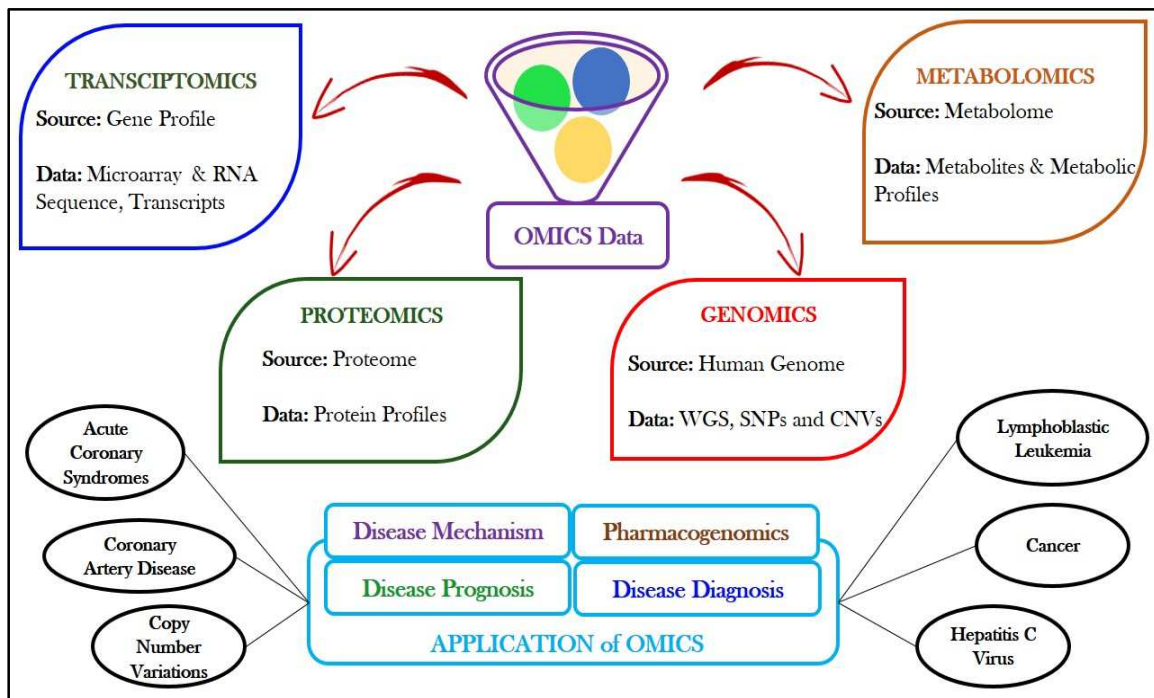 TRANSCIPTOMICS
Source: Gene Profile
Data: Microarray & RNA
Sequence, Transcripts
OMICS Data
METABOLOMICS
Source: Metabolome
Data: Metabolites & Metabolic
Profiles
PROTEOMICS
Source: Proteome
Data: Protein Profiles
GENOMICS
Source: Human Genome
Data: WGS, SNPs and CNVs
Acute
Coronary
Syndromes
Coronary
Artery Disease
Copy
Number
Variations
Disease Mechanism
Pharmacogenomics
Disease Prognosis
Disease Diagnosis
APPLICATION of OMICS
Lymphoblastic
Leukemia
Cancer
Hepatitis C
Virus